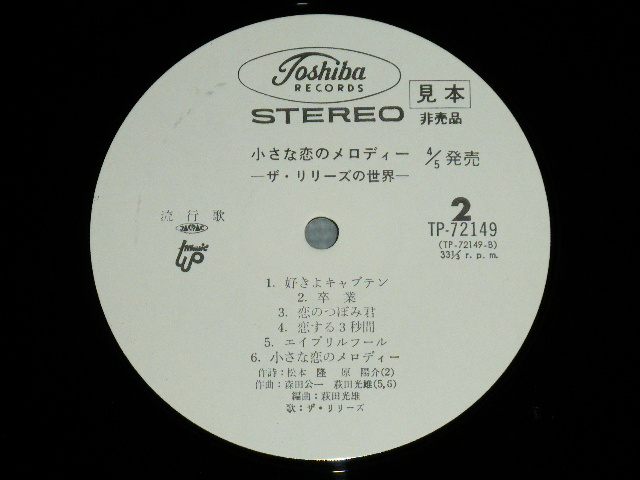 Toshiba
RECORDS
STEREO
見本
非売品
小さな恋のメロディー 4/5 発売
—ザ・リリーズの世界—
流行歌
2
TP-72149
(TP-72149-B)
33⅓ r. p. m.
music
1. 好きよキャプテン
2. 卒業
3. 恋のつぼみ君
4. 恋する3秒間
5. エイプリルフール
6. 小さな恋のメロディー
作詩：松本 隆 原 陽介(2)
作曲：森田公一 萩田光雄(5,6)
編曲：萩田光雄
歌：ザ・リリーズ